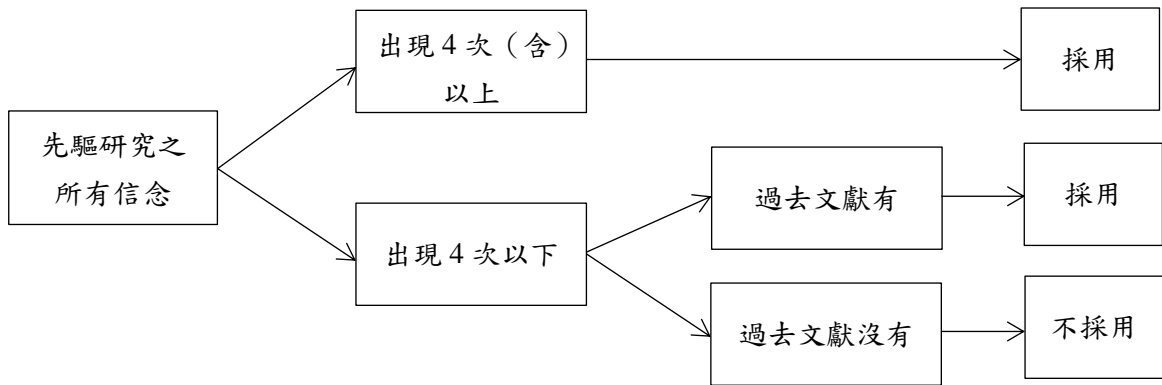 先驅研究之
所有信念
出現 4 次（含）
以上
採用
出現 4 次以下
過去文獻有
採用
過去文獻沒有
不採用